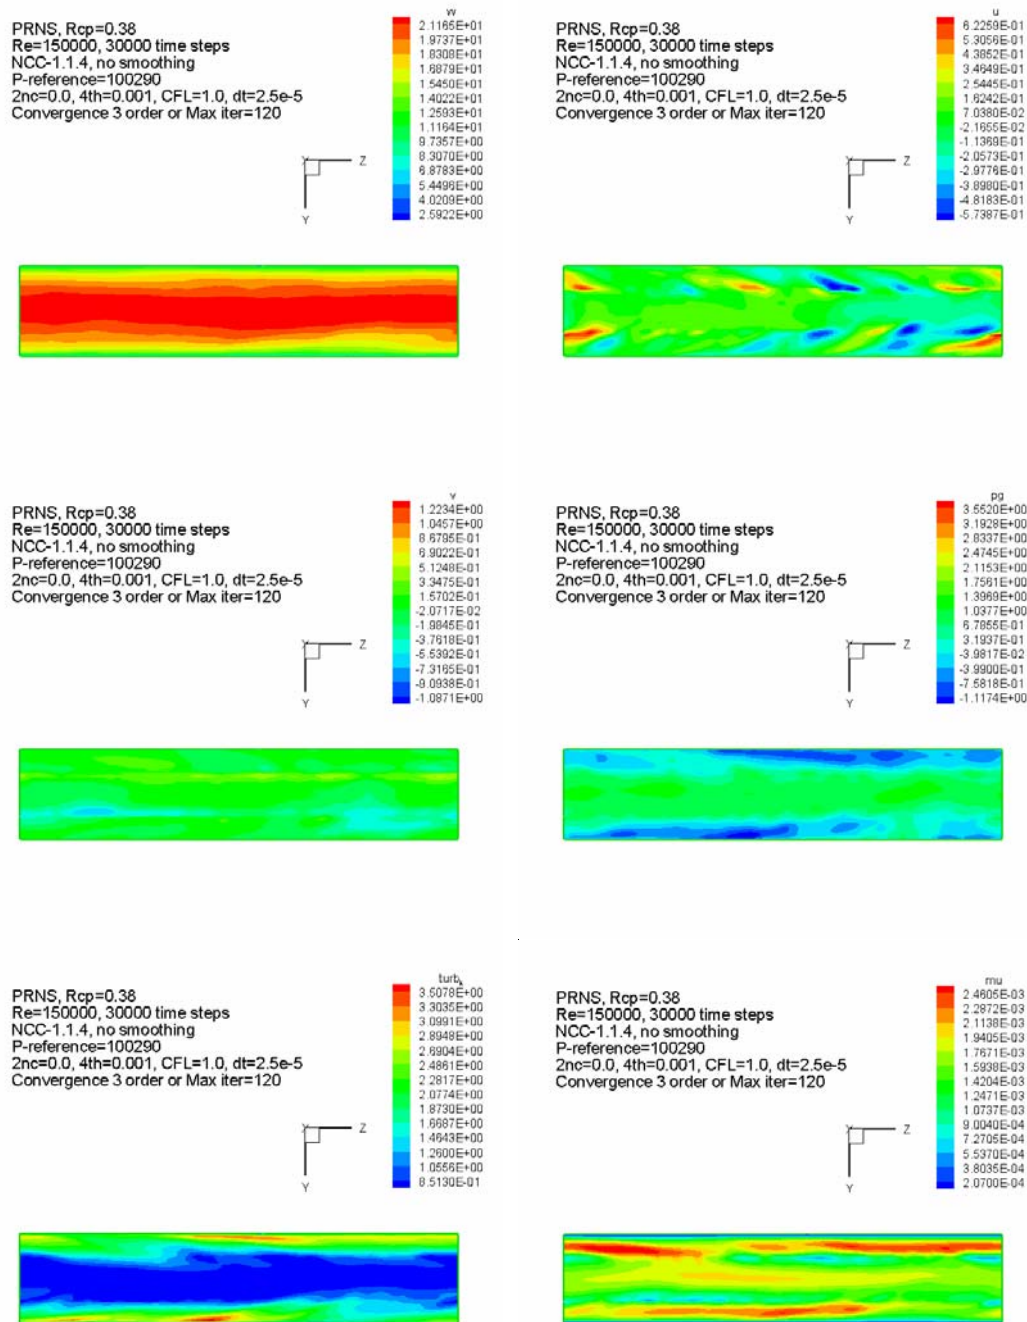 PRNS, Rcp=0.38
Re=150000, 30000 time steps
NCC-1.1.4, no smoothing
P-reference=100290
2nc=0.0, 4th=0.001, CFL=1.0, dt=2.5e-5
Convergence 3 order or Max iter=120
w
2.1165E+01
1.9737E+01
1.8308E+01
1.6879E+01
1.5450E+01
1.4022E+01
1.2593E+01
1.1164E+01
9.7357E+00
8.3070E+00
6.8783E+00
5.4496E+00
4.0209E+00
2.5922E+00
X
Z
Y
PRNS, Rcp=0.38
Re=150000, 30000 time steps
NCC-1.1.4, no smoothing
P-reference=100290
2nc=0.0, 4th=0.001, CFL=1.0, dt=2.5e-5
Convergence 3 order or Max iter=120
u
6.2259E-01
5.3056E-01
4.3852E-01
3.4649E-01
2.5445E-01
1.6242E-01
7.0380E-02
-2.1655E-02
-1.1369E-01
-2.0573E-01
-2.9776E-01
-3.8980E-01
-4.8183E-01
-5.7387E-01
X
Z
Y
PRNS, Rcp=0.38
Re=150000, 30000 time steps
NCC-1.1.4, no smoothing
P-reference=100290
2nc=0.0, 4th=0.001, CFL=1.0, dt=2.5e-5
Convergence 3 order or Max iter=120
v
1.2234E+00
1.0457E+00
8.6795E-01
6.9022E-01
5.1248E-01
3.3475E-01
1.5702E-01
-2.0717E-02
-1.9845E-01
-3.7618E-01
-5.5392E-01
-7.3165E-01
-9.0938E-01
-1.0871E+00
X
Z
Y
PRNS, Rcp=0.38
Re=150000, 30000 time steps
NCC-1.1.4, no smoothing
P-reference=100290
2nc=0.0, 4th=0.001, CFL=1.0, dt=2.5e-5
Convergence 3 order or Max iter=120
pg
3.5520E+00
3.1928E+00
2.8337E+00
2.4745E+00
2.1153E+00
1.7561E+00
1.3969E+00
1.0377E+00
6.7855E-01
3.1937E-01
-3.9817E-02
-3.9900E-01
-7.5818E-01
-1.1174E+00
X
Z
Y
PRNS, Rcp=0.38
Re=150000, 30000 time steps
NCC-1.1.4, no smoothing
P-reference=100290
2nc=0.0, 4th=0.001, CFL=1.0, dt=2.5e-5
Convergence 3 order or Max iter=120
turbk
3.5078E+00
3.3035E+00
3.0991E+00
2.8948E+00
2.6904E+00
2.4861E+00
2.2817E+00
2.0774E+00
1.8730E+00
1.6687E+00
1.4643E+00
1.2600E+00
1.0556E+00
8.5130E-01
X
Z
Y
PRNS, Rcp=0.38
Re=150000, 30000 time steps
NCC-1.1.4, no smoothing
P-reference=100290
2nc=0.0, 4th=0.001, CFL=1.0, dt=2.5e-5
Convergence 3 order or Max iter=120
mu
2.4605E-03
2.2872E-03
2.1138E-03
1.9405E-03
1.7671E-03
1.5938E-03
1.4204E-03
1.2471E-03
1.0737E-03
9.0040E-04
7.2705E-04
5.5370E-04
3.8035E-04
2.0700E-04
X
Z
Y